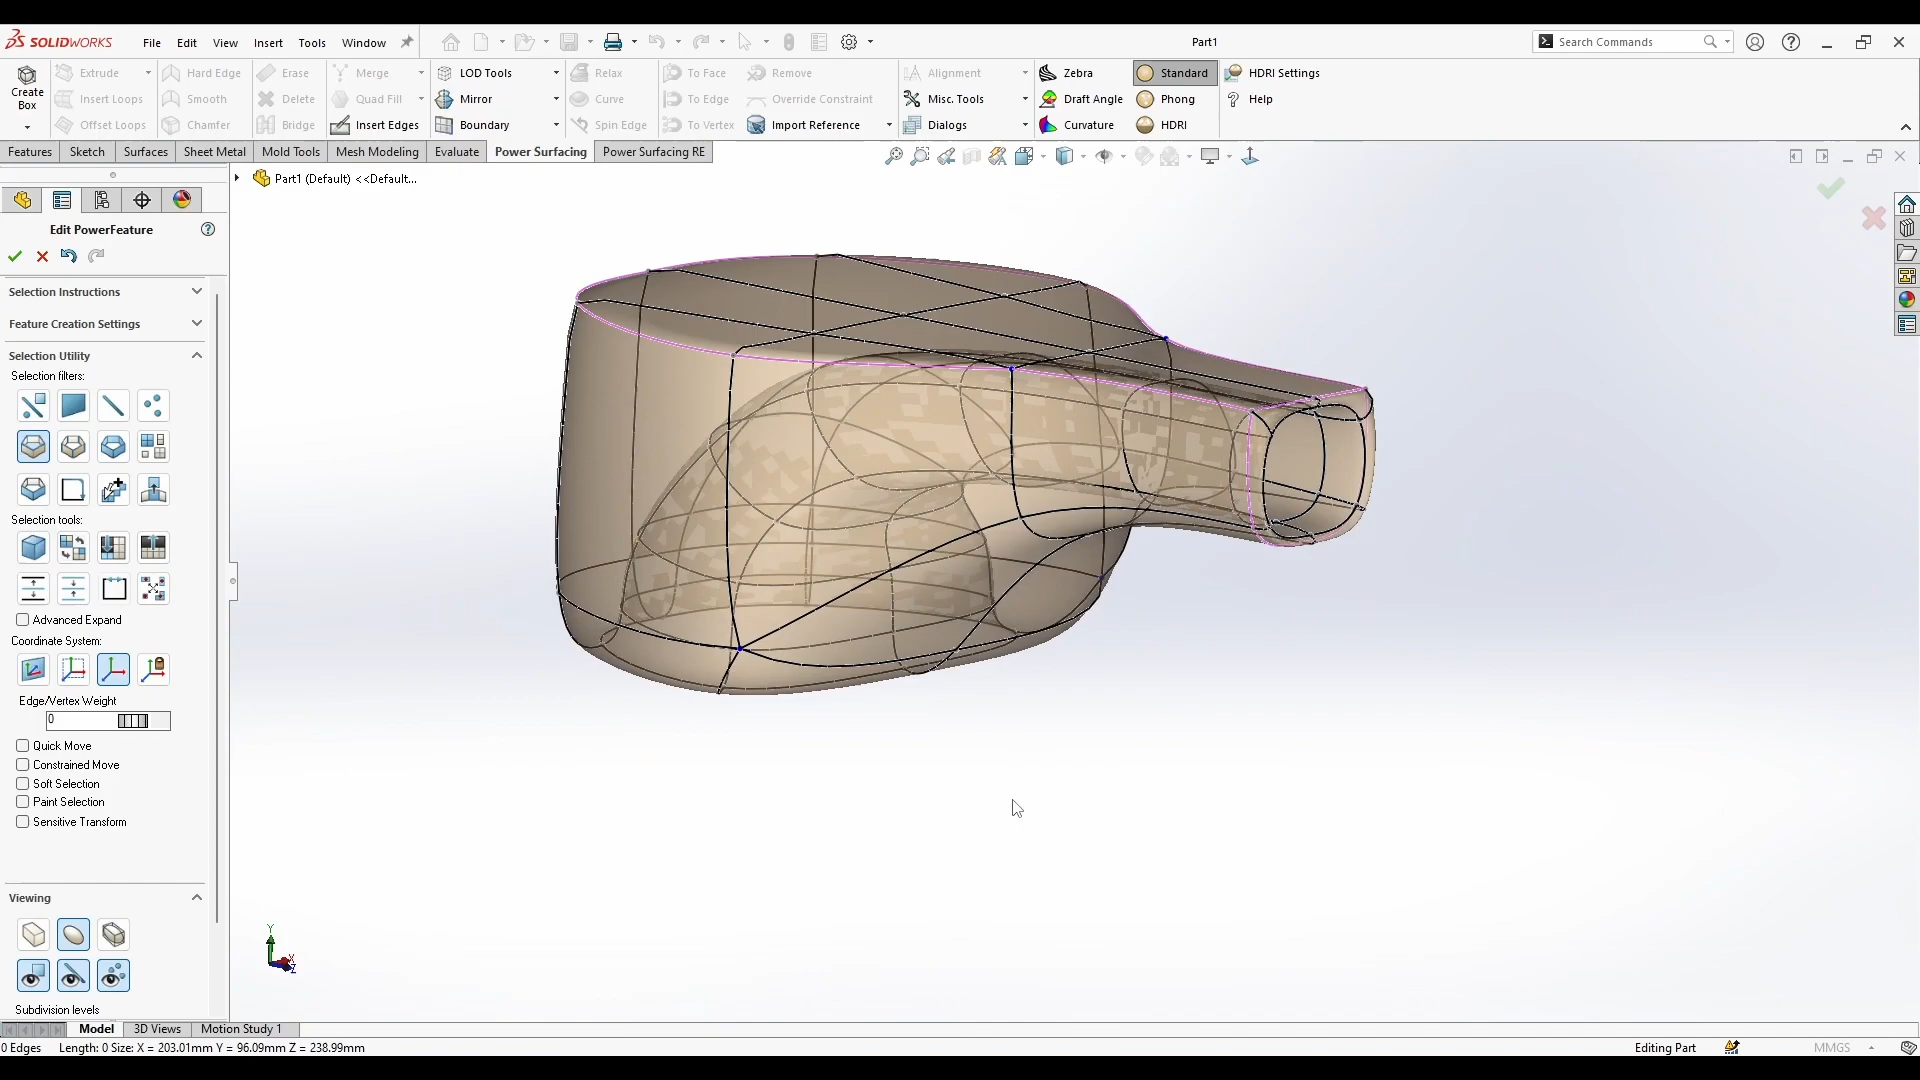 SOLIDWORKS File Edit View Insert Tools Window Part1 Search Commands
Create Box
Extrude Hard Edge Erase Merge LOD Tools Relax To Face Remove Alignment Zebra Standard HDRI Settings
Insert Loops Smooth Delete Quad Fill Mirror Curve To Edge Override Constraint Misc. Tools Draft Angle Phong Help
Offset Loops Chamfer Bridge Insert Edges Boundary Spin Edge To Vertex Import Reference Dialogs Curvature HDRI
Features Sketch Surfaces Sheet Metal Mold Tools Mesh Modeling Evaluate Power Surfacing Power Surfacing RE
Part1 (Default) <<Default...
Edit PowerFeature
Selection Instructions
Feature Creation Settings
Selection Utility
Selection filters:
Selection tools:
Advanced Expand
Coordinate System:
Edge/Vertex Weight
0
Quick Move
Constrained Move
Soft Selection
Paint Selection
Sensitive Transform
Viewing
Y
X
Z
Subdivision levels
Model 3D Views Motion Study 1
0 Edges Length: 0 Size: X = 203.01mm Y = 96.09mm Z = 238.99mm Editing Part MMGS